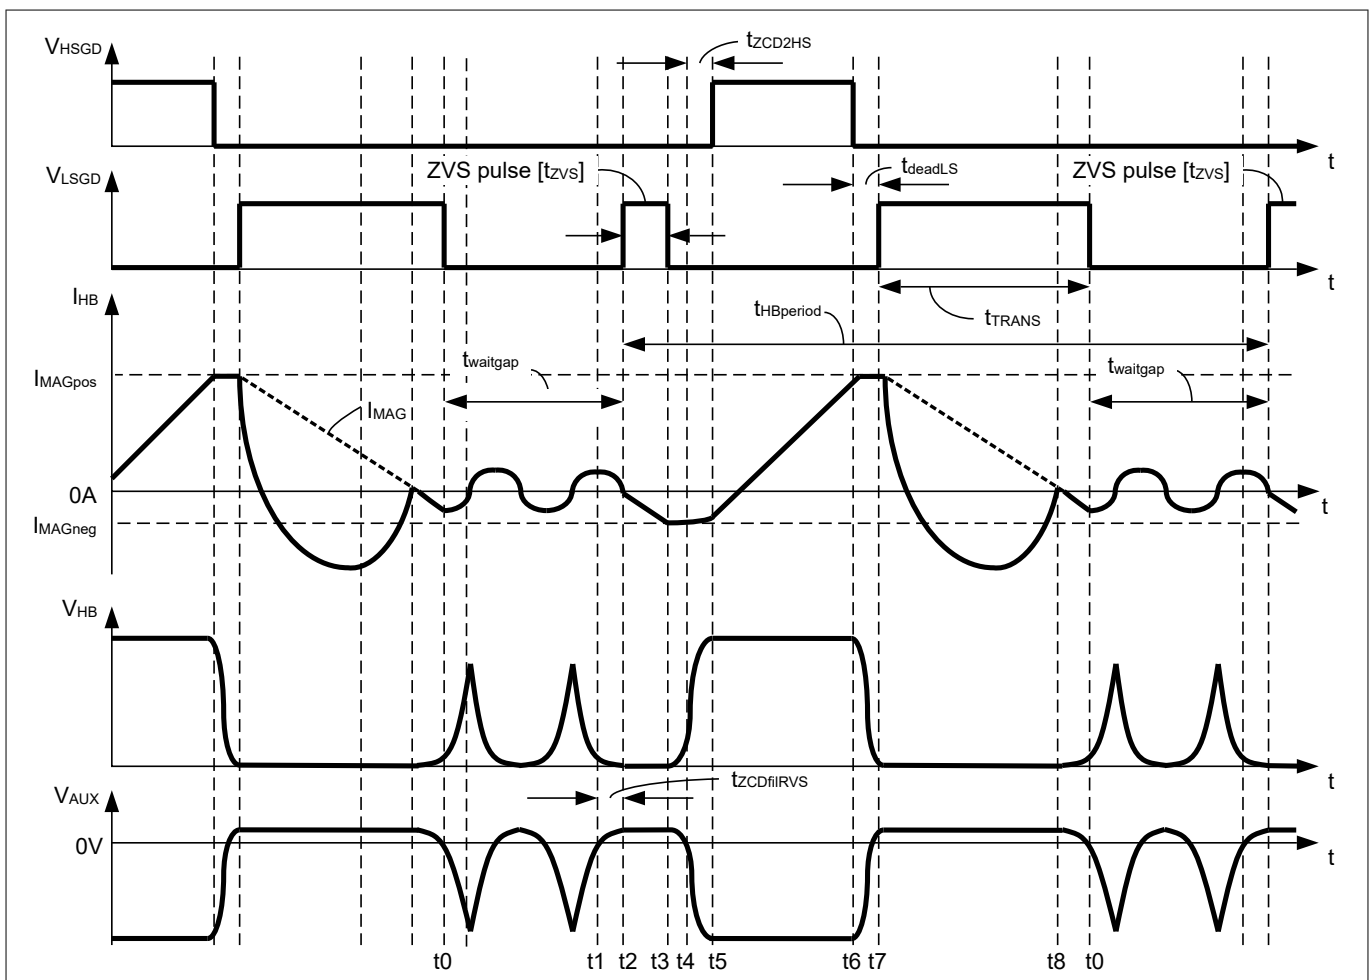 VHSGD
tZCD2HS
t
VLSGD
ZVS pulse [tZVS]
tdeadLS
ZVS pulse [tZVS]
t
IHB
tHBperiod
tTRANS
twaitgap
twaitgap
IMAGpos
IMAG
0A
t
IMAGneg
VHB
t
tZCDfilRVS
VAUX
0V
t
t0 t1 t2 t3 t4 t5 t6 t7 t8 t0